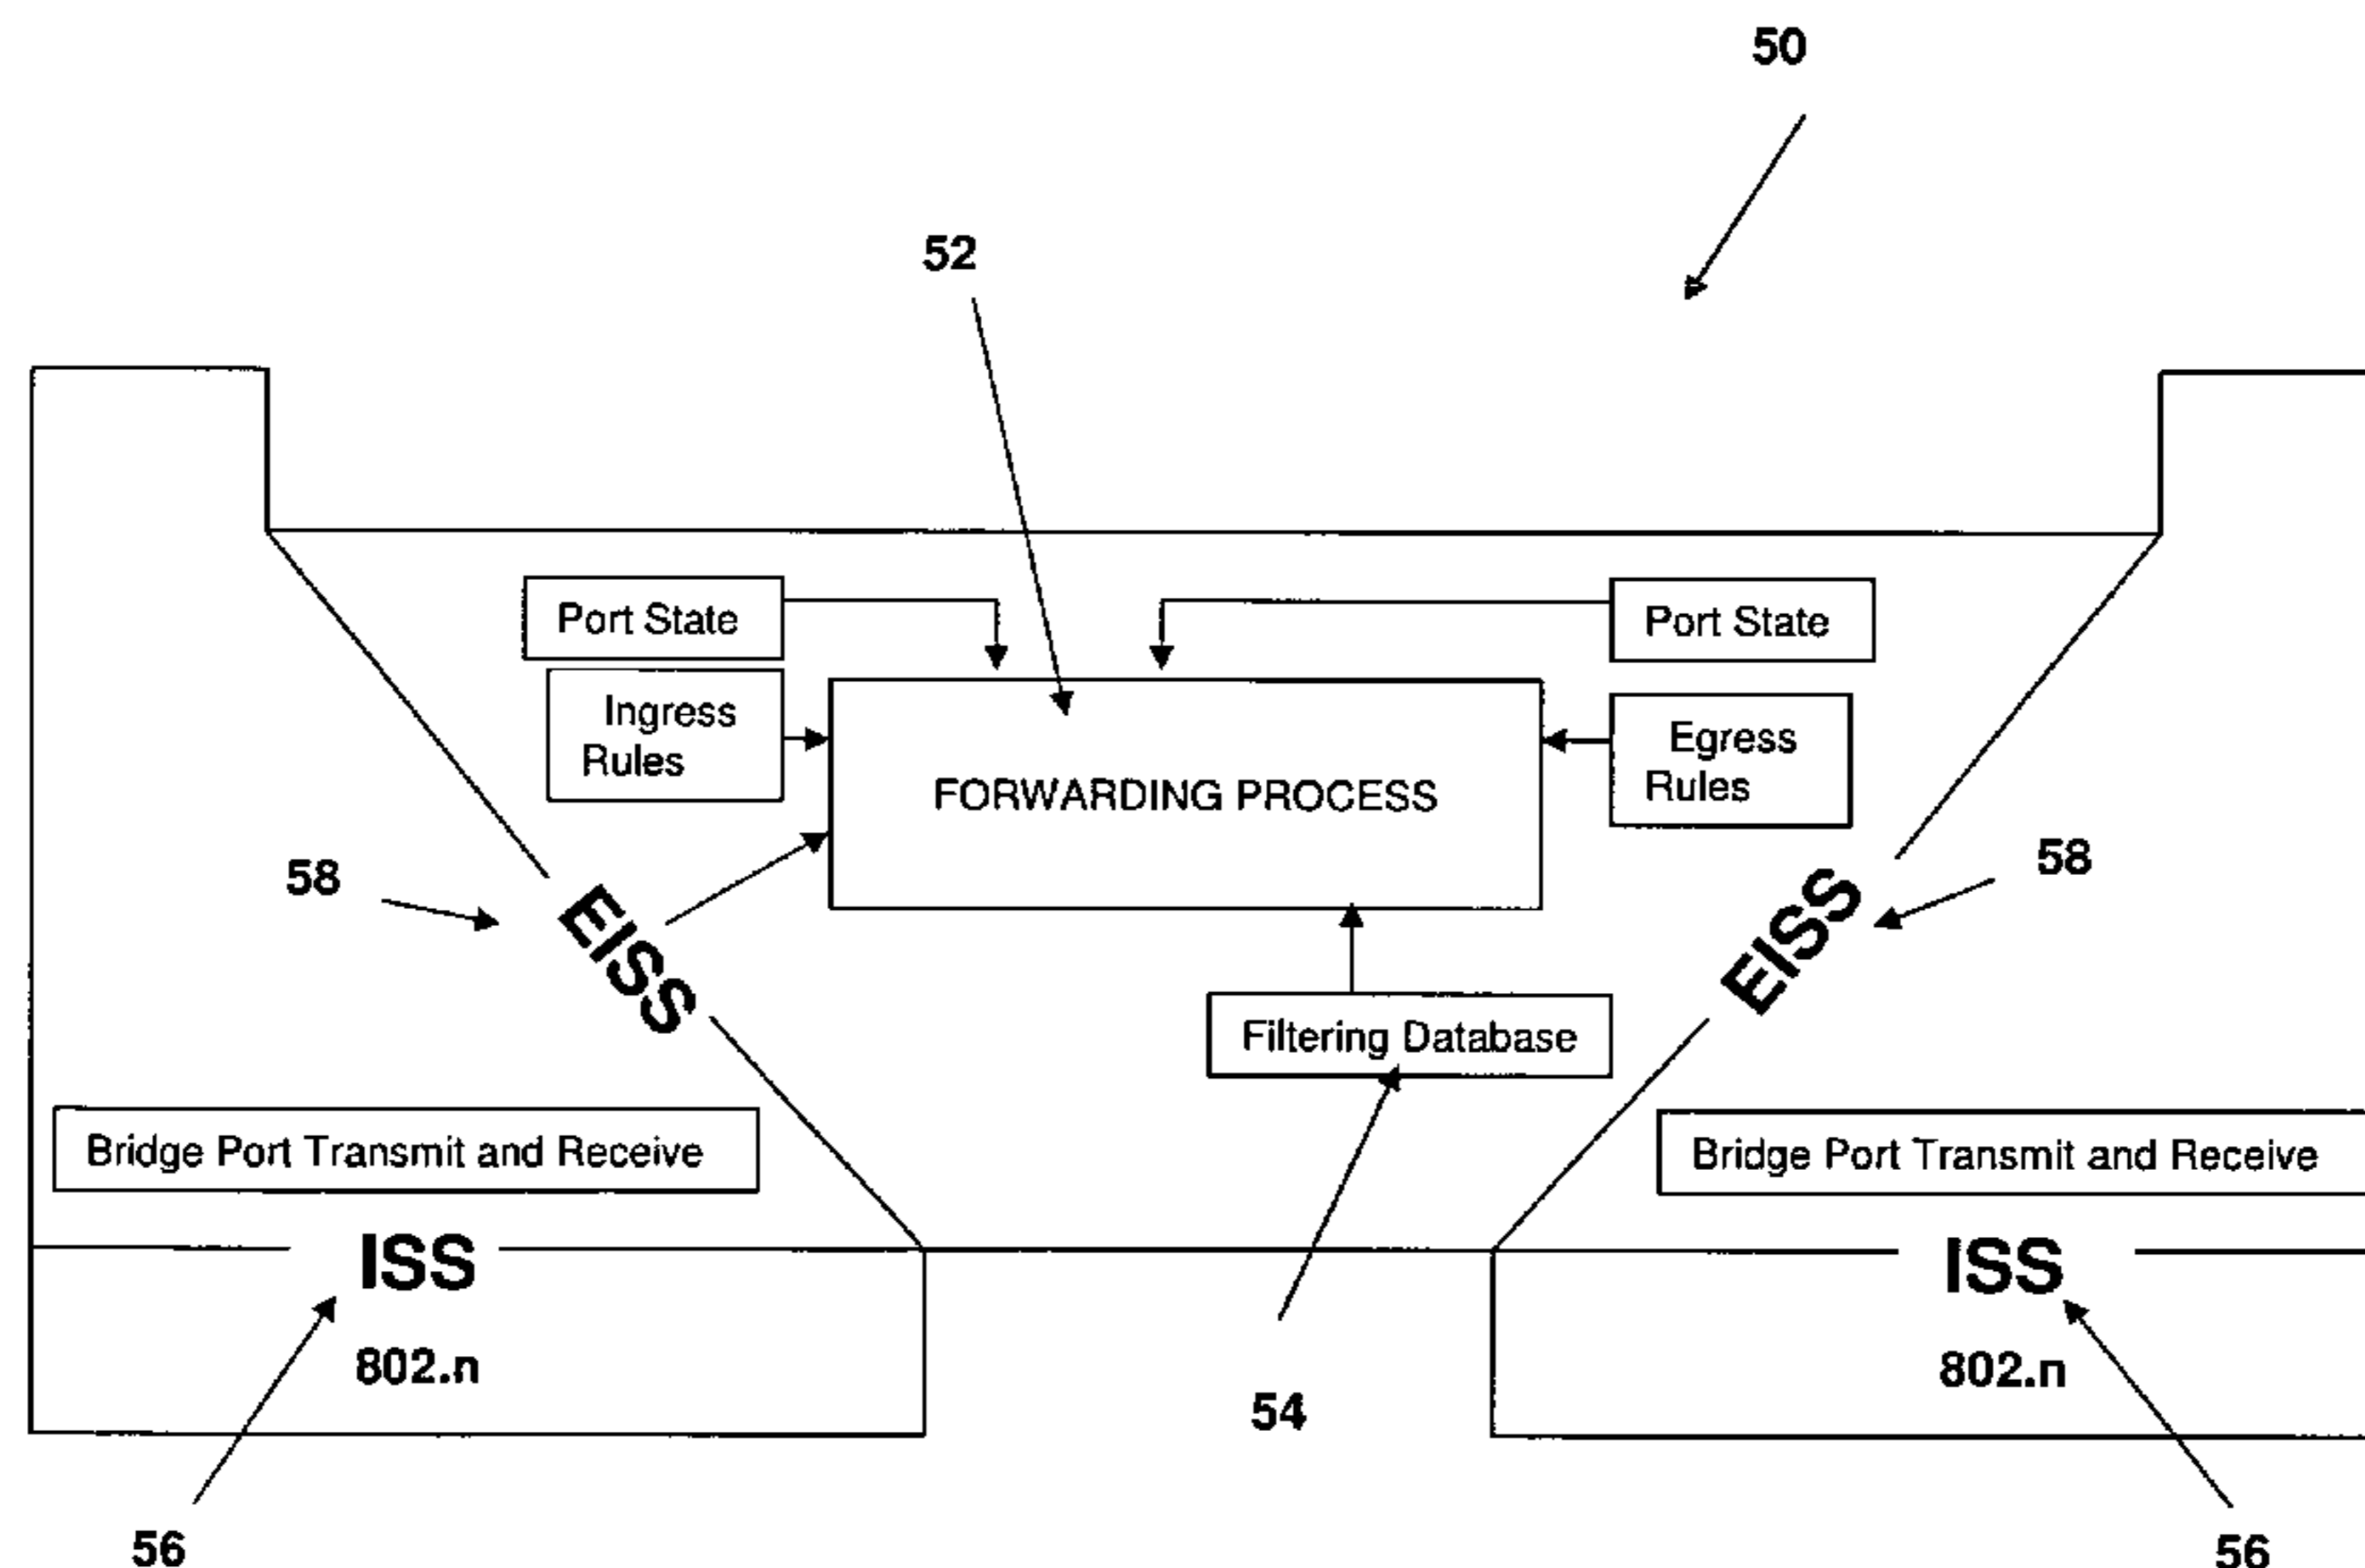 50
52
Port State
Port State
Ingress
Rules
Egress
Rules
FORWARDING PROCESS
58
58
EISS
EISS
Filtering Database
Bridge Port Transmit and Receive
Bridge Port Transmit and Receive
ISS
ISS
802.n
802.n
54
56
56